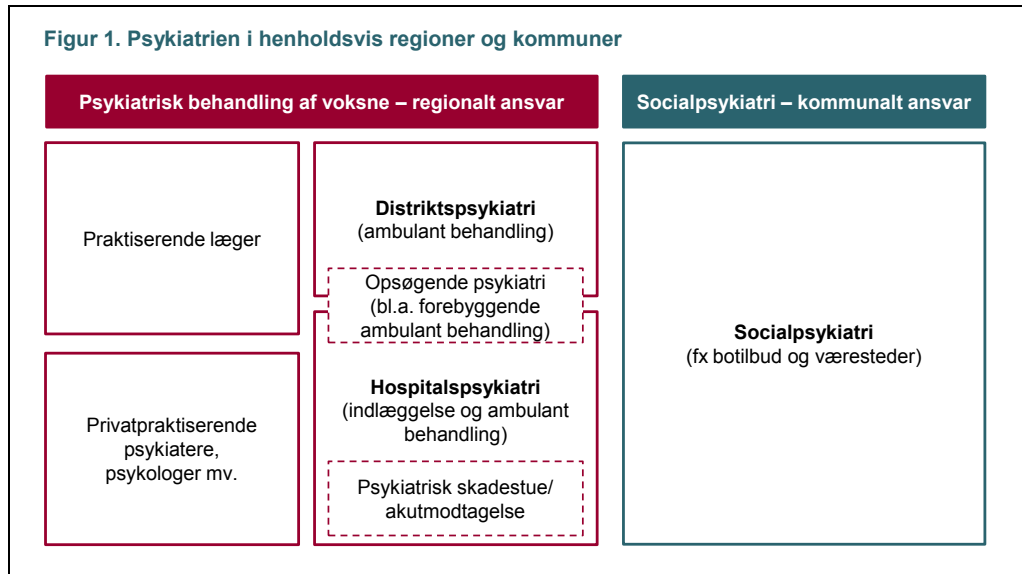 Figur 1. Psykiatrien i henholdsvis regioner og kommuner
Psykiatrisk behandling af voksne – regionalt ansvar
Socialpsykiatri – kommunalt ansvar
Praktiserende læger
Privatpraktiserende
psykiatere,
psykologer mv.
Distriktspsykiatri
(ambulant behandling)
Opsøgende psykiatri
(bl.a. forebyggende
ambulant behandling)
Hospitalspsykiatri
(indlæggelse og ambulant
behandling)
Psykiatrisk skadestue/
akutmodtagelse
Socialpsykiatri
(fx botilbud og væresteder)